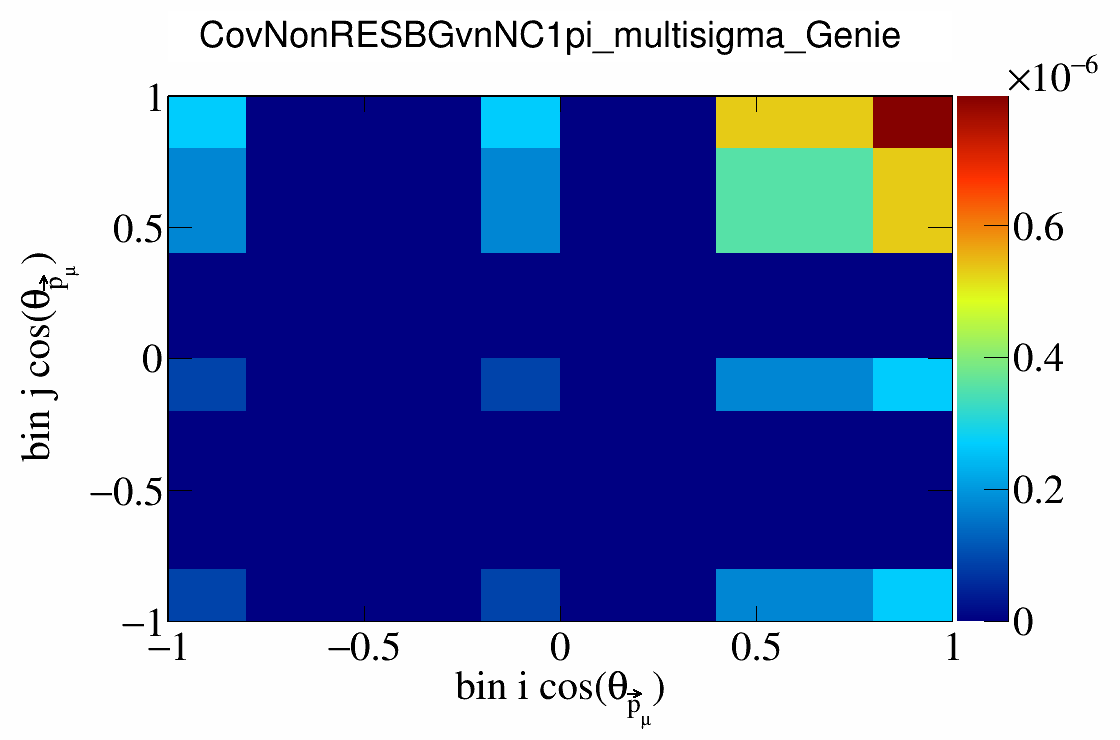 CovNonRESBGvnNC1pi_multisigma_Genie
×10⁻⁶
1
0.5
0
−0.5
−1
bin j cos(θ_p⃗_μ)
0.6
0.4
0.2
0
−1 −0.5 0 0.5 1
bin i cos(θ_p⃗_μ)